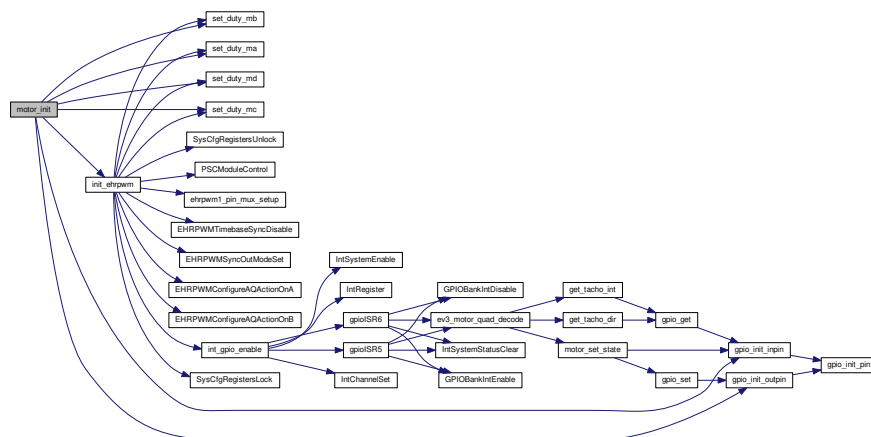 set_duty_mb
set_duty_ma
set_duty_md
motor_init
set_duty_mc
SysCfgRegistersUnlock
PSCModuleControl
init_ehrpwm
ehrpwm1_pin_mux_setup
EHRPWMTimebaseSyncDisable
EHRPWMSyncOutModeSet
IntSystemEnable
EHRPWMConfigureAQActionOnA
IntRegister
GPIOBankIntDisable
get_tacho_int
EHRPWMConfigureAQActionOnB
gpioISR6
ev3_motor_quad_decode
get_tacho_dir
gpio_get
int_gpio_enable
gpioISR5
IntSystemStatusClear
motor_set_state
gpio_init_inpin
gpio_init_pin
SysCfgRegistersLock
IntChannelSet
GPIOBankIntEnable
gpio_set
gpio_init_outpin